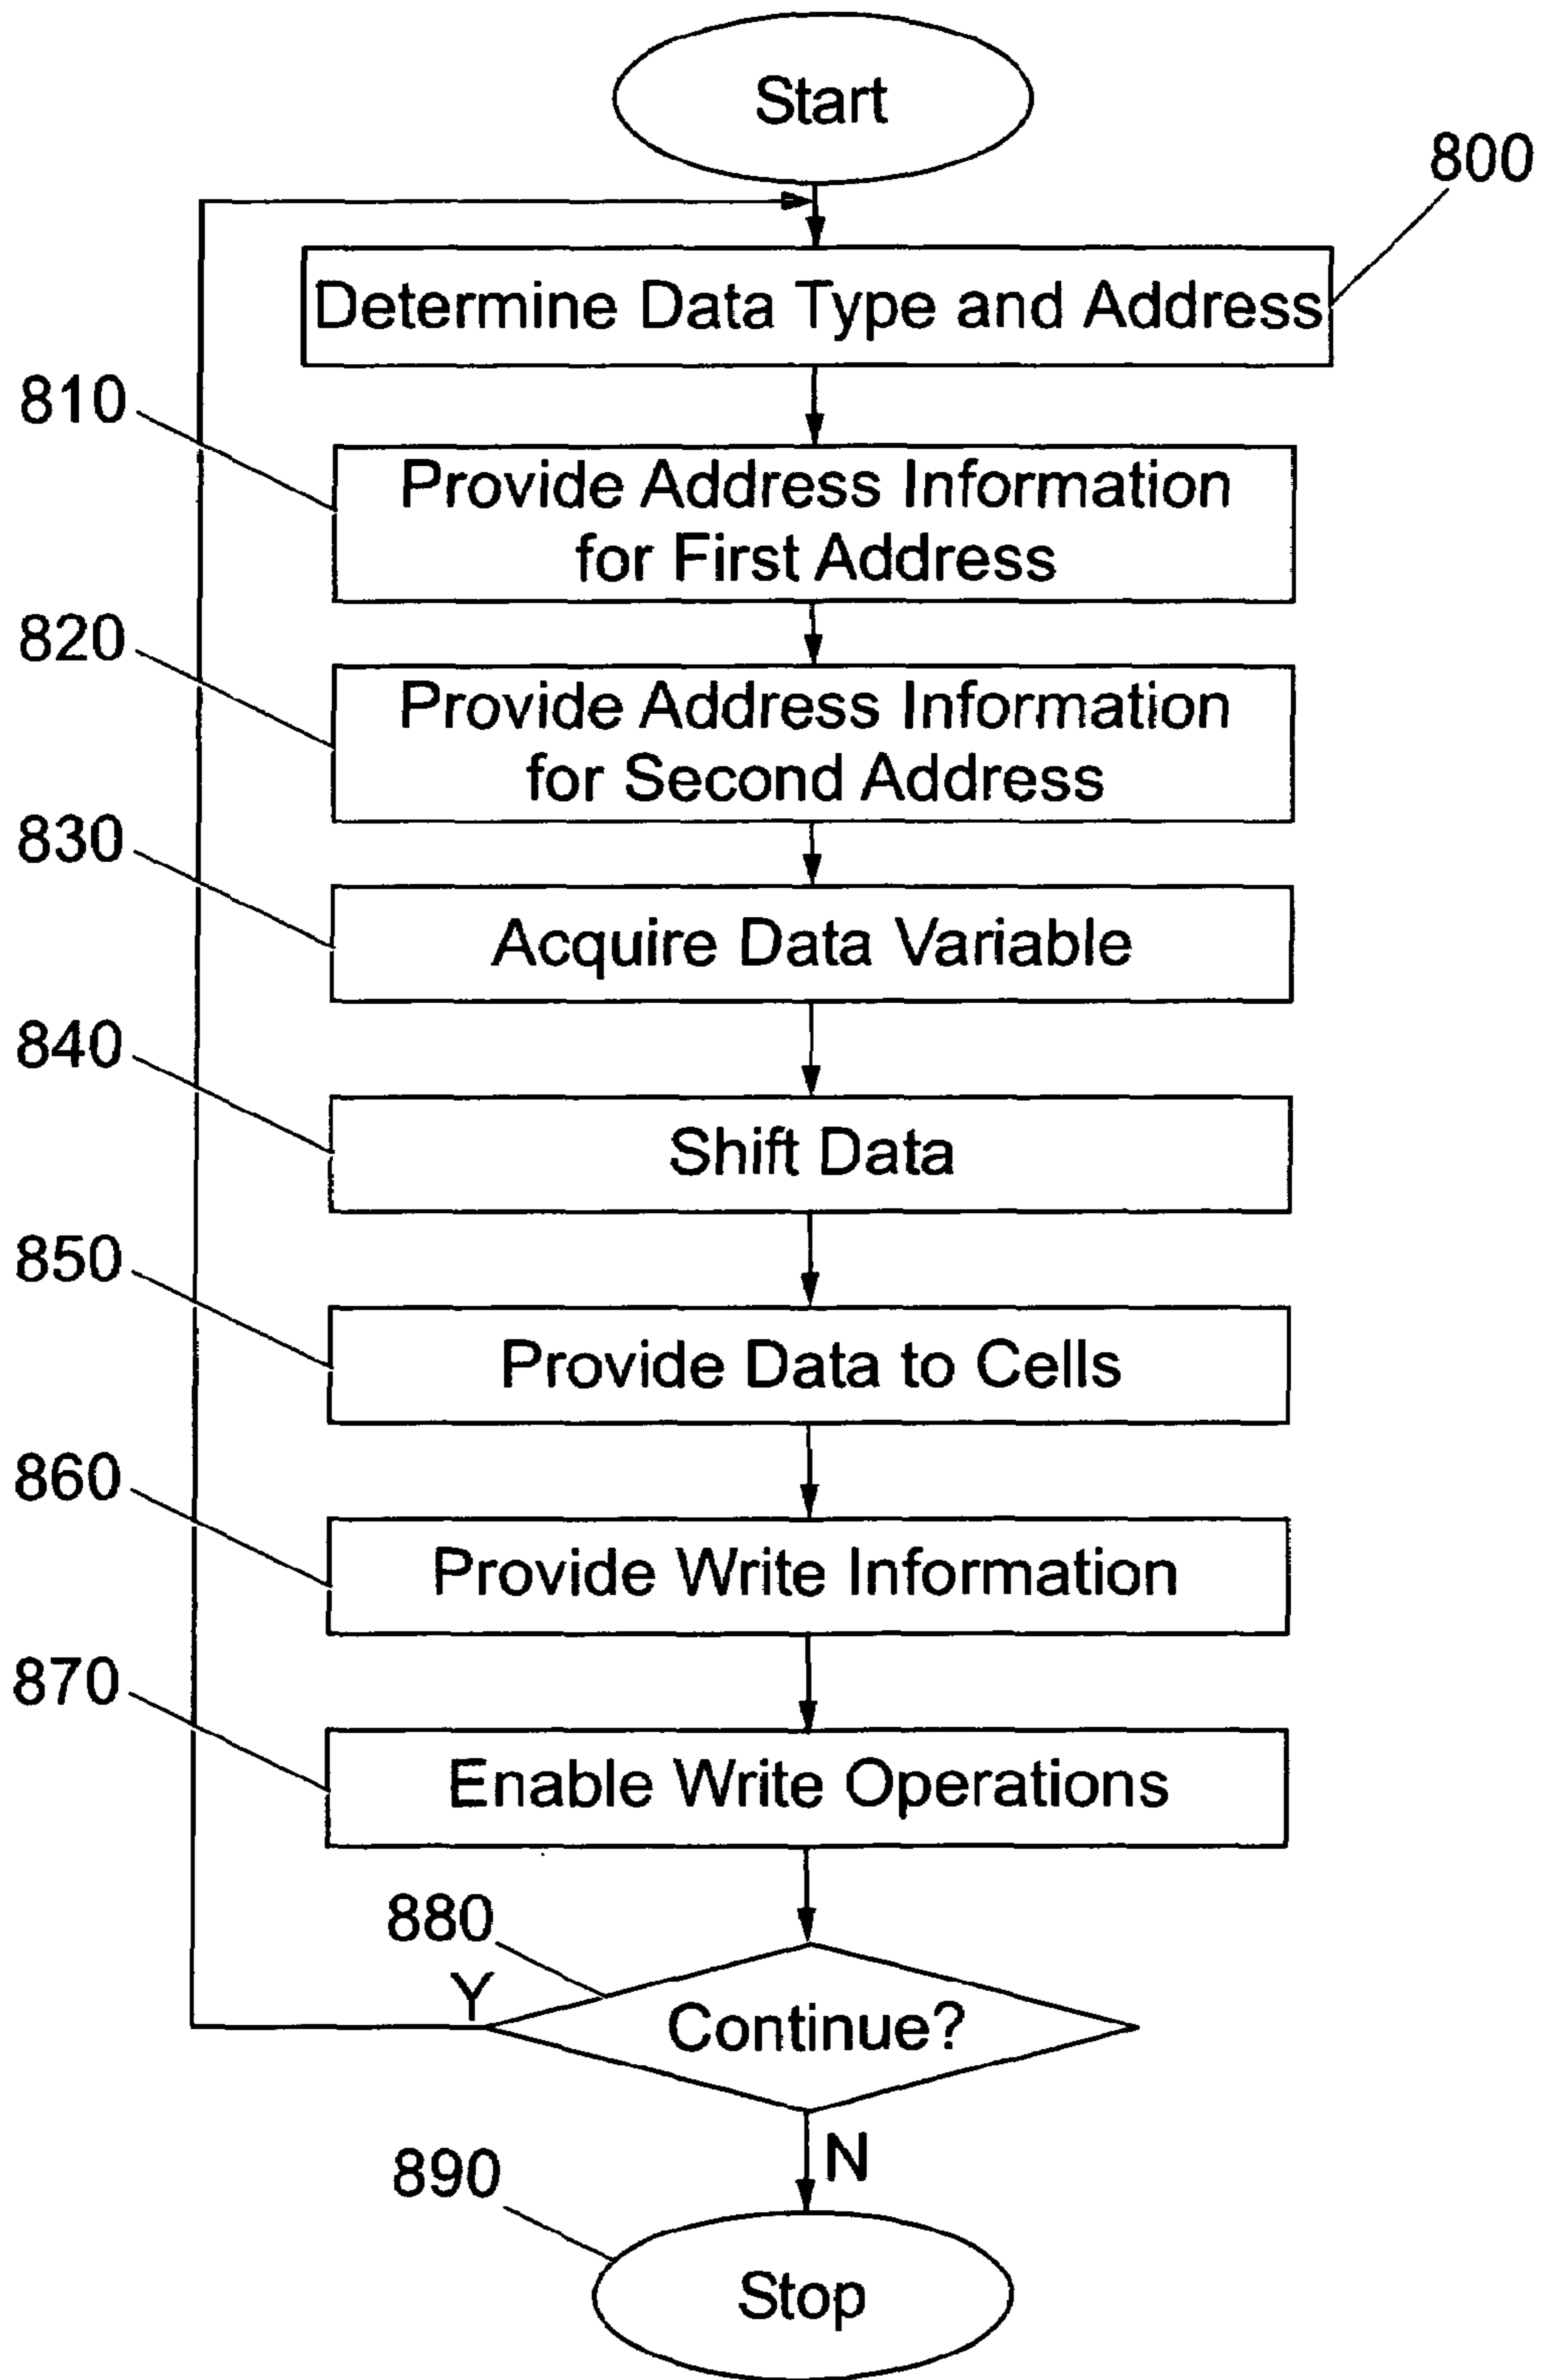 Start
800
Determine Data Type and Address
810
Provide Address Information
for First Address
820
Provide Address Information
for Second Address
830
Acquire Data Variable
840
Shift Data
850
Provide Data to Cells
860
Provide Write Information
870
Enable Write Operations
880
Y
Continue?
N
890
Stop